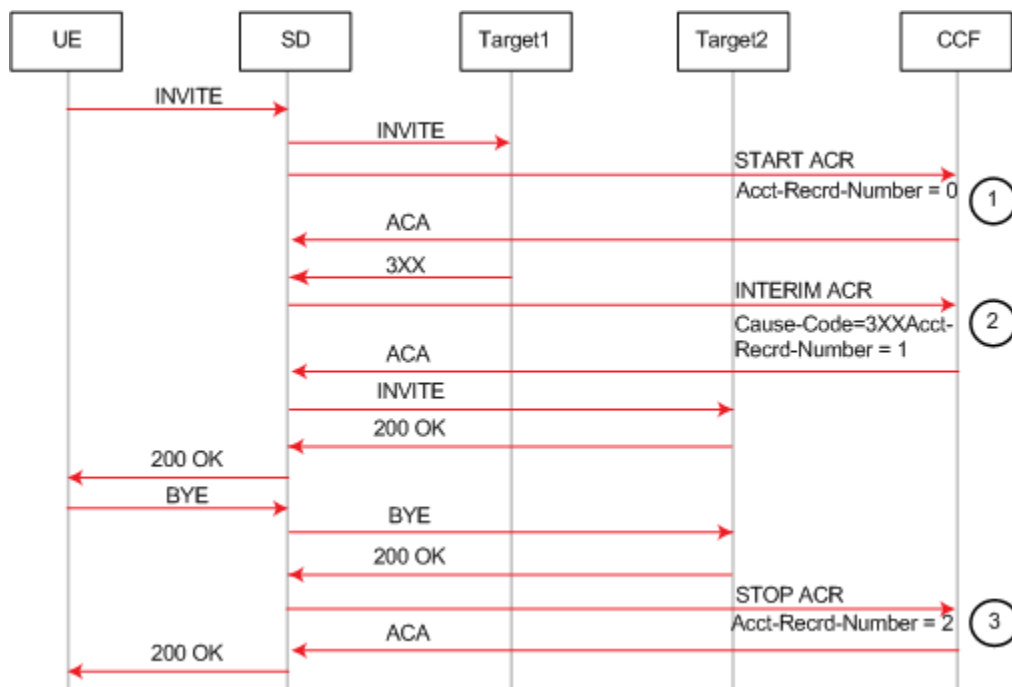 UE SD Target1 Target2 CCF
INVITE
INVITE
START ACR
Acct-Recrd-Number = 0
1
ACA
3XX
INTERIM ACR
Cause-Code=3XXAcct-
Recrd-Number = 1
2
ACA
INVITE
200 OK
200 OK
BYE
BYE
200 OK
STOP ACR
Acct-Recrd-Number = 2
3
ACA
200 OK